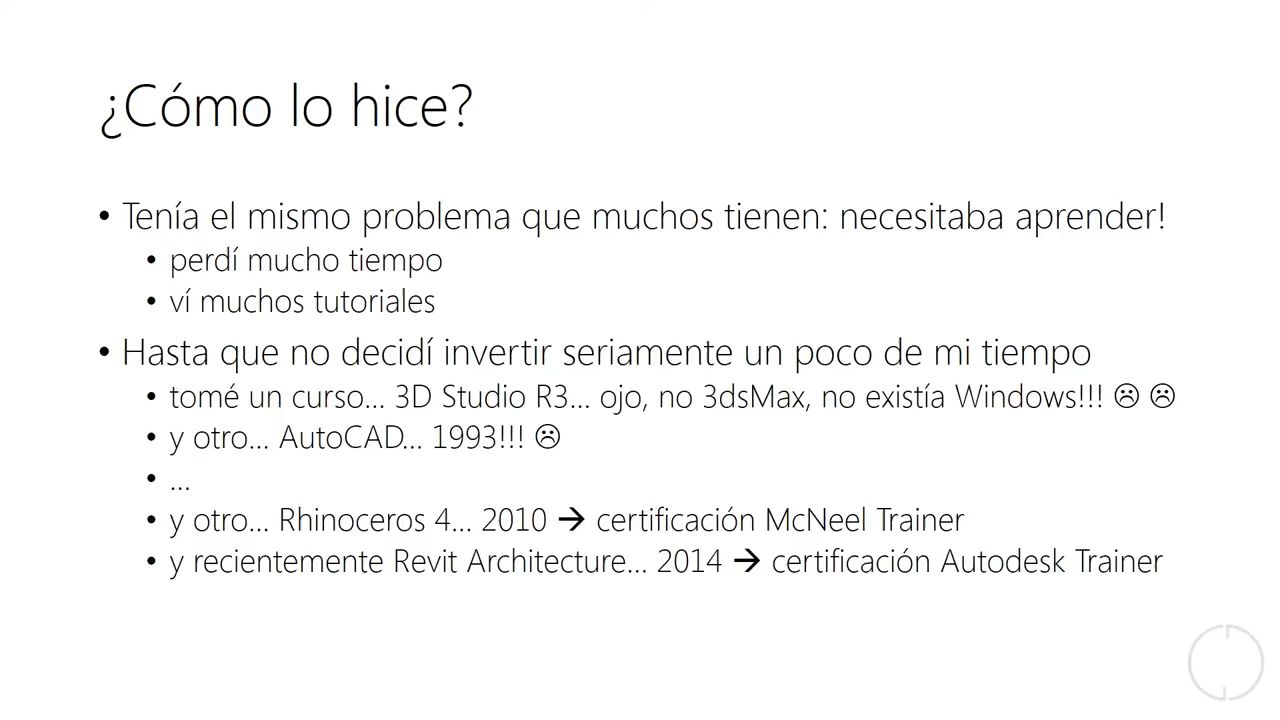 ¿Cómo lo hice?
• Tenía el mismo problema que muchos tienen: necesitaba aprender!
• perdí mucho tiempo
• ví muchos tutoriales
• Hasta que no decidí invertir seriamente un poco de mi tiempo
• tomé un curso... 3D Studio R3... ojo, no 3dsMax, no existía Windows!!! ☹ ☹
• y otro... AutoCAD... 1993!!! ☹
• ...
• y otro... Rhinoceros 4... 2010 → certificación McNeel Trainer
• y recientemente Revit Architecture... 2014 → certificación Autodesk Trainer